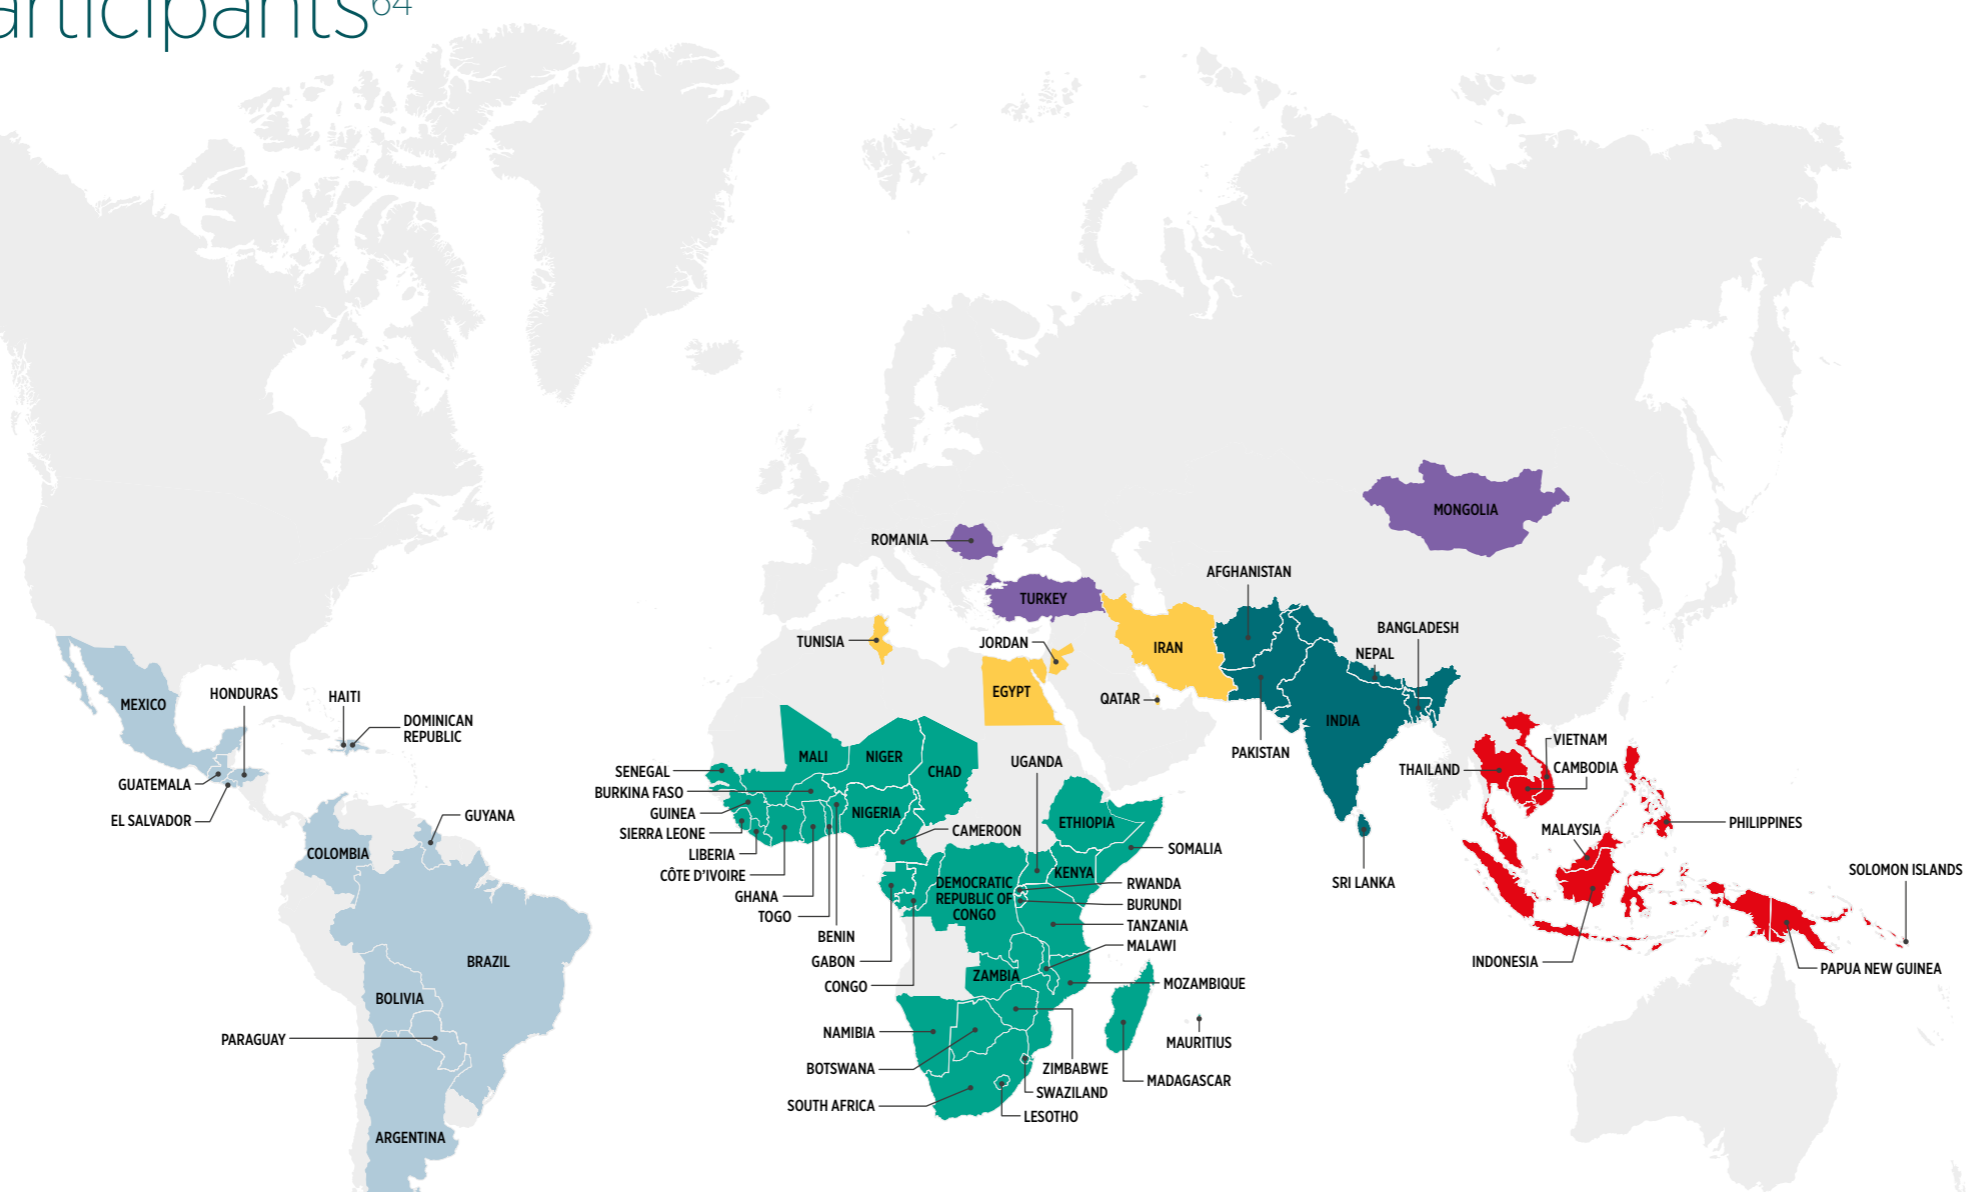 articipants64
MONGOLIA
ROMANIA
AFGHANISTAN
TURKEY
BANGLADESH
TUNISIA
JORDAN
IRAN
NEPAL
EGYPT
QATAR
INDIA
MEXICO
HONDURAS
HAITI
DOMINICAN
REPUBLIC
PAKISTAN
VIETNAM
MALI
NIGER
CHAD
UGANDA
THAILAND
CAMBODIA
SENEGAL
BURKINA FASO
GUATEMALA
GUINEA
NIGERIA
ETHIOPIA
EL SALVADOR
GUYANA
SIERRA LEONE
CAMEROON
MALAYSIA
PHILIPPINES
LIBERIA
SOMALIA
COLOMBIA
CÔTE D'IVOIRE
KENYA
SRI LANKA
SOLOMON ISLANDS
DEMOCRATIC
REPUBLIC OF
CONGO
RWANDA
GHANA
BURUNDI
TOGO
TANZANIA
BENIN
MALAWI
GABON
BRAZIL
INDONESIA
PAPUA NEW GUINEA
ZAMBIA
CONGO
MOZAMBIQUE
BOLIVIA
NAMIBIA
PARAGUAY
MAURITIUS
BOTSWANA
ZIMBABWE
MADAGASCAR
SWAZILAND
SOUTH AFRICA
LESOTHO
ARGENTINA